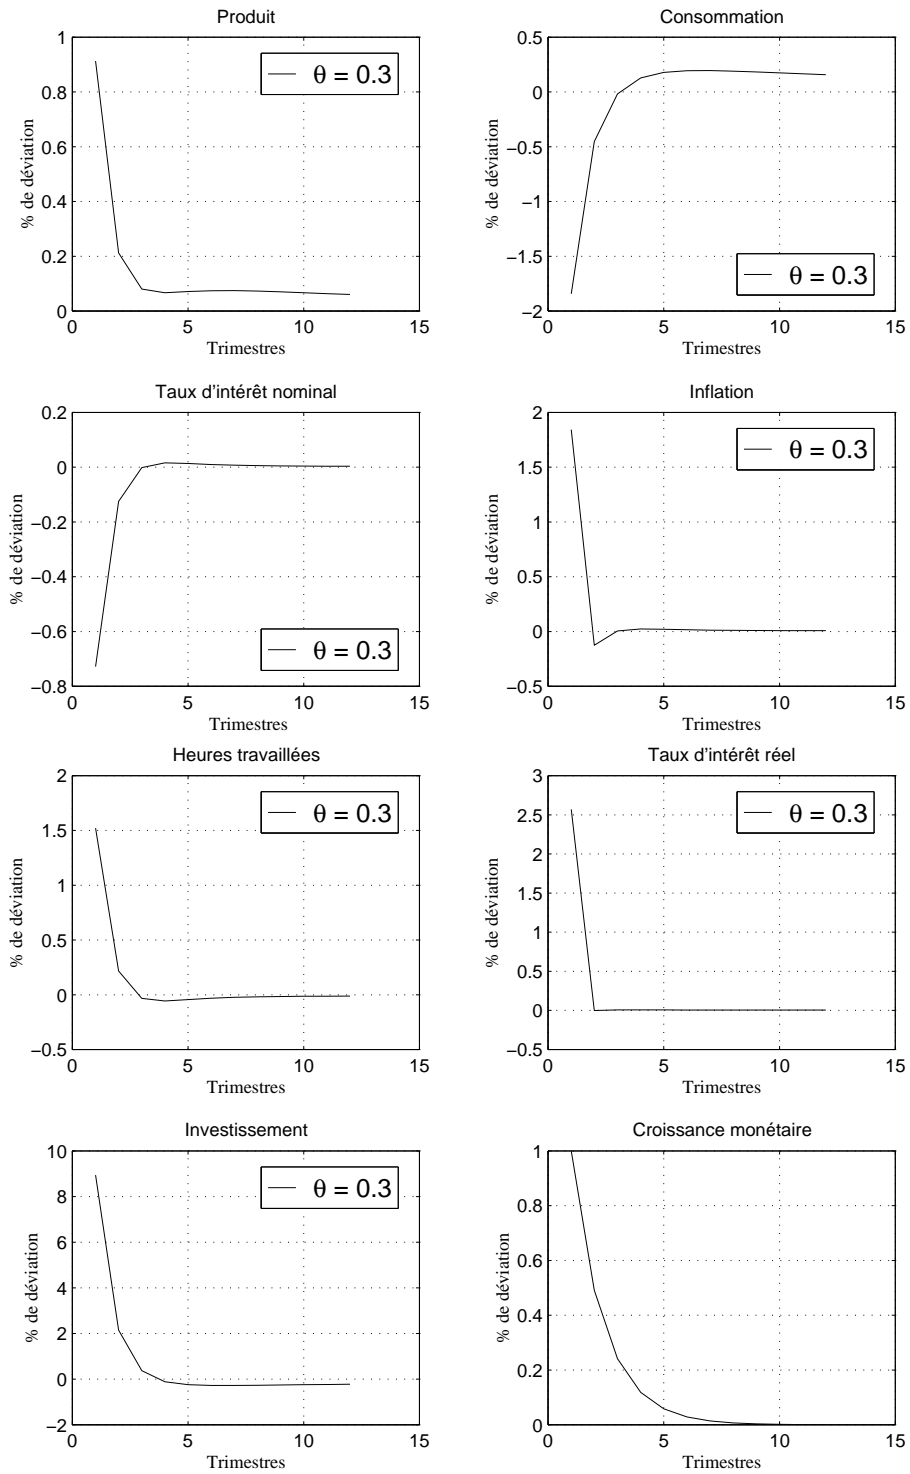 Produit
1
0.8
0.6
0.4
0.2
0
0 5 10 15
% de déviation
Trimestres
θ = 0.3
Consommation
0.5
0
−0.5
−1
−1.5
−2
0 5 10 15
% de déviation
Trimestres
θ = 0.3
Taux d'intérêt nominal
0.2
0
−0.2
−0.4
−0.6
−0.8
0 5 10 15
% de déviation
Trimestres
θ = 0.3
Inflation
2
1.5
1
0.5
0
−0.5
0 5 10 15
% de déviation
Trimestres
θ = 0.3
Heures travaillées
2
1.5
1
0.5
0
−0.5
0 5 10 15
% de déviation
Trimestres
θ = 0.3
Taux d'intérêt réel
3
2.5
2
1.5
1
0.5
0
−0.5
0 5 10 15
% de déviation
Trimestres
θ = 0.3
Investissement
10
8
6
4
2
0
−2
0 5 10 15
% de déviation
Trimestres
θ = 0.3
Croissance monétaire
1
0.8
0.6
0.4
0.2
0
0 5 10 15
% de déviation
Trimestres